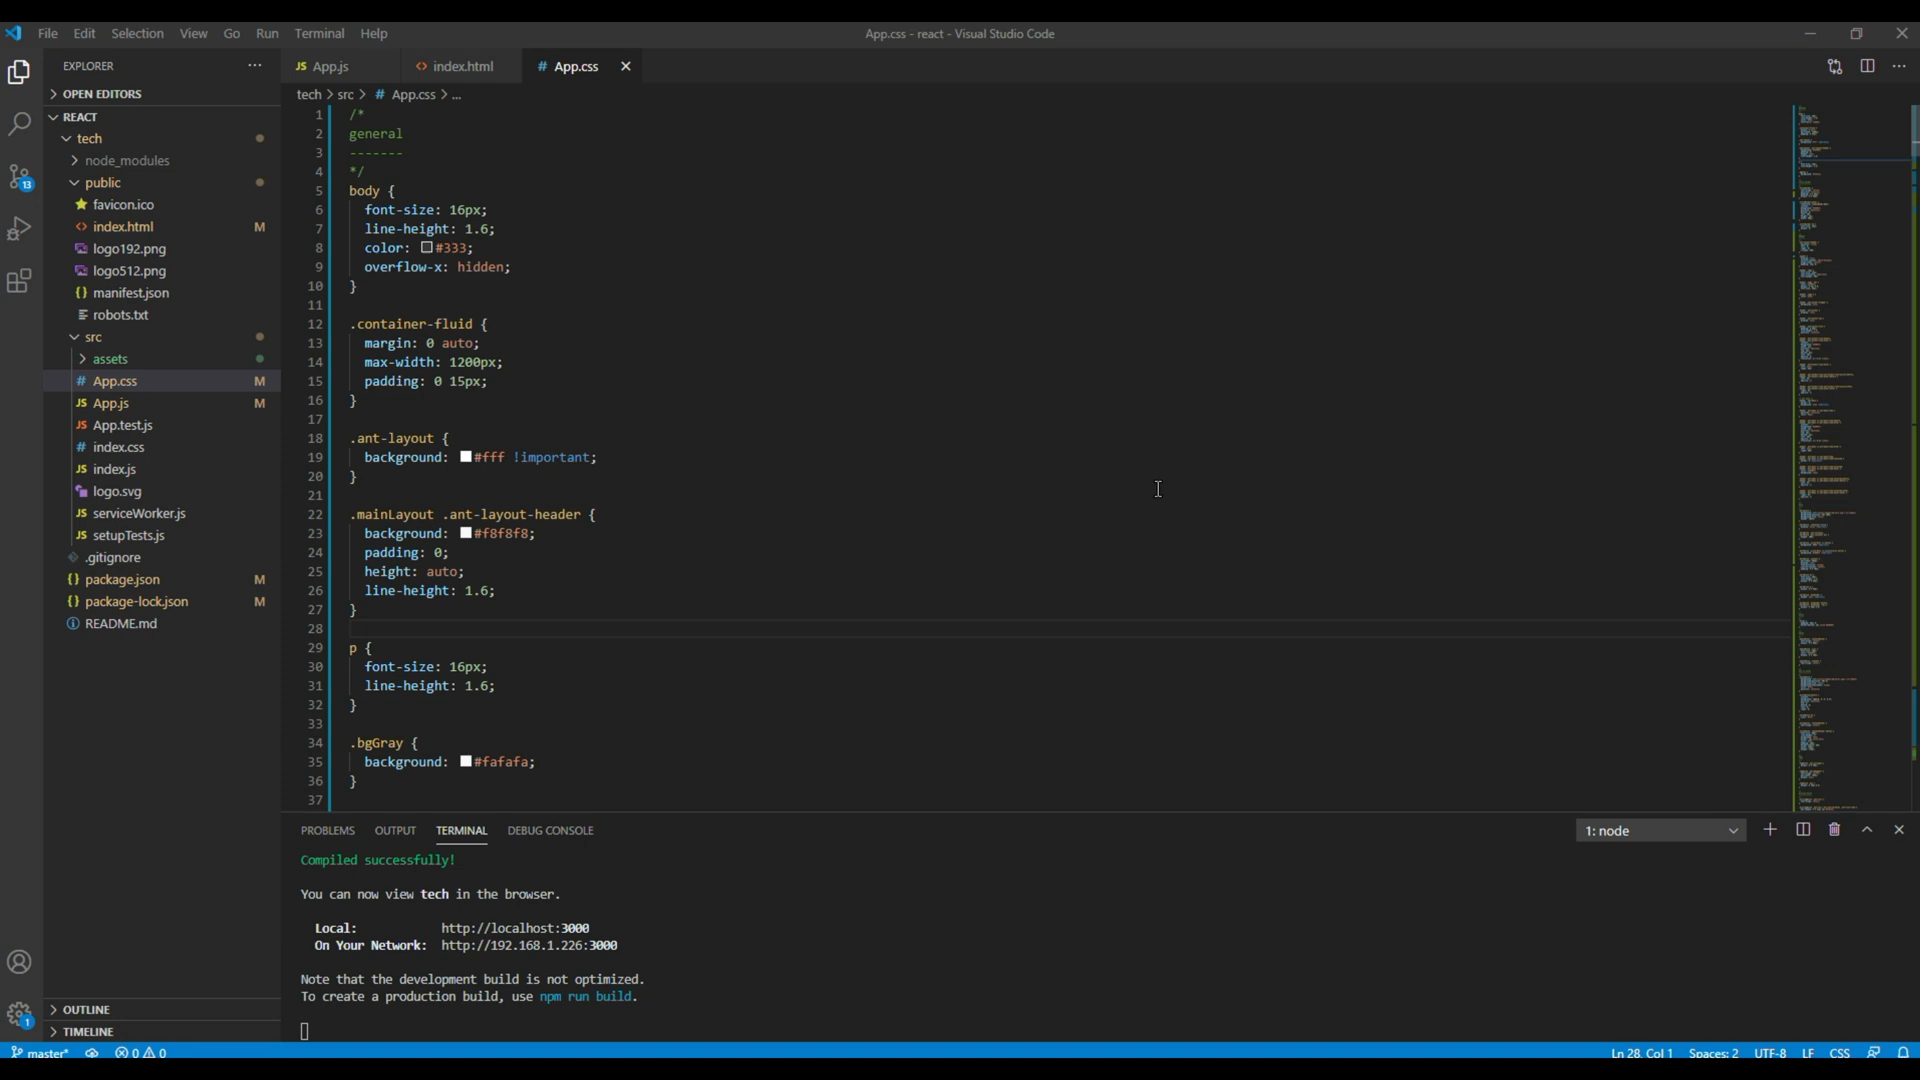 File Edit Selection View Go Run Terminal Help
App.css - react - Visual Studio Code
EXPLORER ...
OPEN EDITORS
REACT
tech
node_modules
public
favicon.ico
index.html M
logo192.png
logo512.png
manifest.json
robots.txt
src
assets
App.css M
App.js M
App.test.js
index.css
index.js
logo.svg
serviceWorker.js
setupTests.js
.gitignore
package.json M
package-lock.json M
README.md
OUTLINE
TIMELINE
13
1
JS App.js <> index.html # App.css
tech > src > # App.css > ...
1 /*
2 general
3 -------
4 */
5 body {
6 font-size: 16px;
7 line-height: 1.6;
8 color: #333;
9 overflow-x: hidden;
10 }
11
12 .container-fluid {
13 margin: 0 auto;
14 max-width: 1200px;
15 padding: 0 15px;
16 }
17
18 .ant-layout {
19 background: #fff !important;
20 }
21
22 .mainLayout .ant-layout-header {
23 background: #f8f8f8;
24 padding: 0;
25 height: auto;
26 line-height: 1.6;
27 }
28
29 p {
30 font-size: 16px;
31 line-height: 1.6;
32 }
33
34 .bgGray {
35 background: #fafafa;
36 }
37
PROBLEMS OUTPUT TERMINAL DEBUG CONSOLE
1: node
Compiled successfully!
You can now view tech in the browser.
Local: http://localhost:3000
On Your Network: http://192.168.1.226:3000
Note that the development build is not optimized.
To create a production build, use npm run build.
master* 0 0
Ln 28, Col 1 Spaces: 2 UTF-8 LF CSS